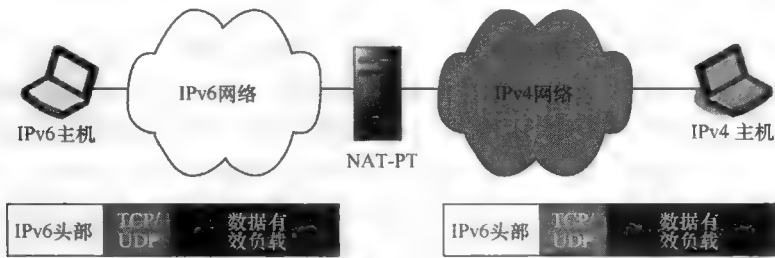 IPv6网络
IPv4网络
IPv6主机
NAT-PT
IPv4 主机
IPv6头部
TCP/
UDP
数据有
效负载
IPv6头部
TCP/
UDP
数据有
效负载